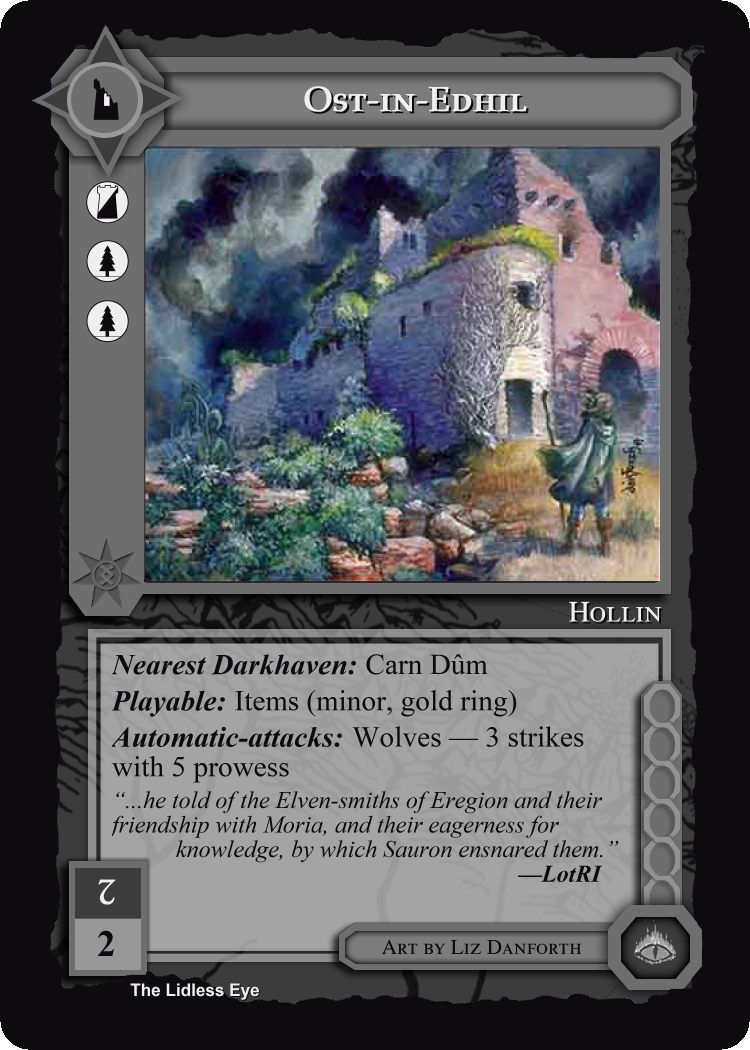 Ost-in-Edhil
Hollin
Nearest Darkhaven: Carn Dûm
Playable: Items (minor, gold ring)
Automatic-attacks: Wolves — 3 strikes
with 5 prowess
“...he told of the Elven-smiths of Eregion and their
friendship with Moria, and their eagerness for
knowledge, by which Sauron ensnared them.”
—LotRI
2
2
Art by Liz Danforth
The Lidless Eye